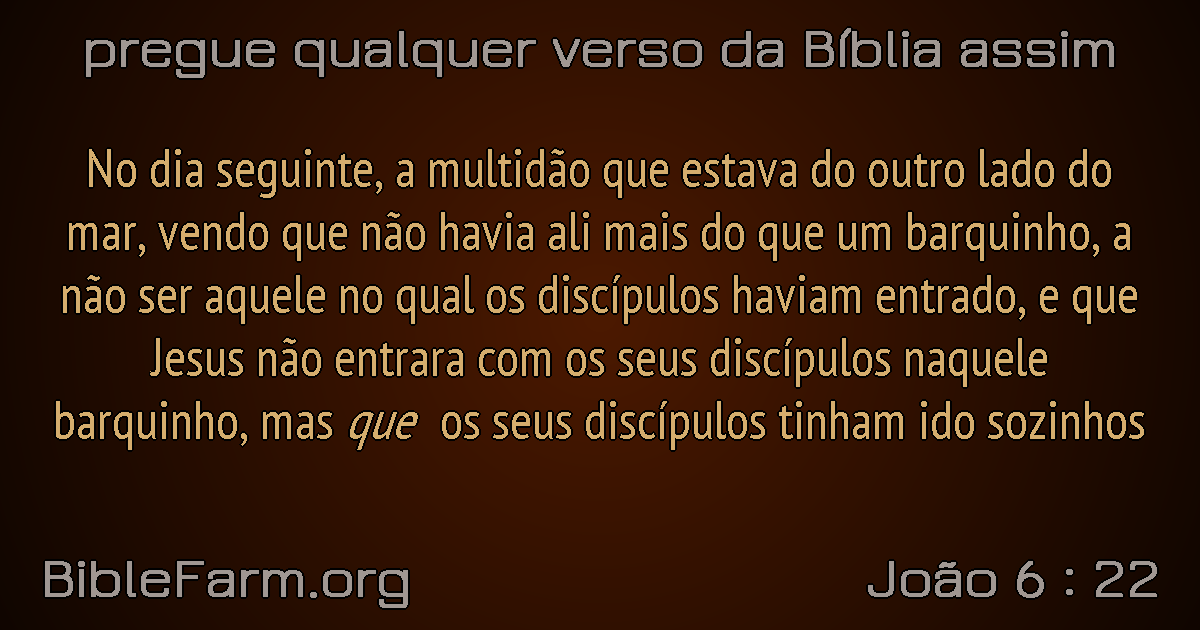 pregue qualquer verso da Bíblia assim
No dia seguinte, a multidão que estava do outro lado do
mar, vendo que não havia ali mais do que um barquinho, a
não ser aquele no qual os discípulos haviam entrado, e que
Jesus não entrara com os seus discípulos naquele
barquinho, mas que os seus discípulos tinham ido sozinhos
BibleFarm.org
João 6 : 22